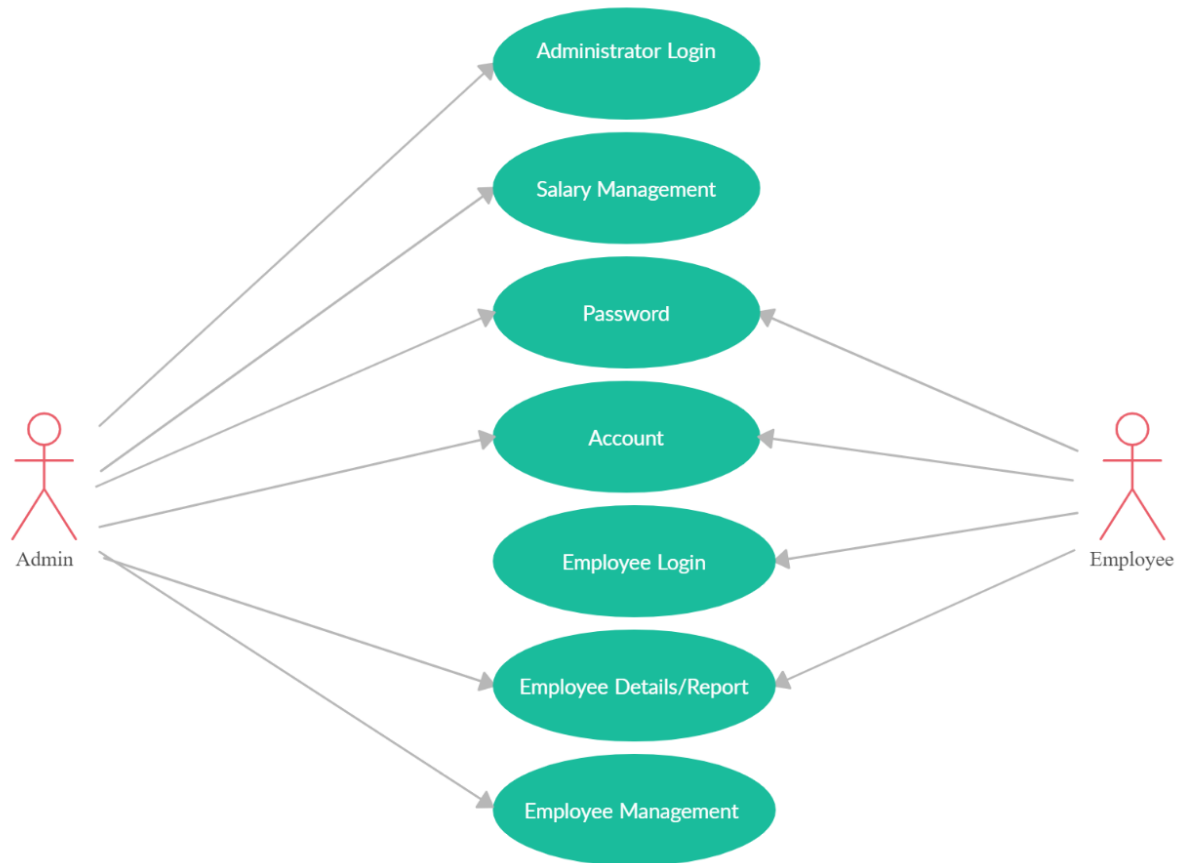 Administrator Login
Salary Management
Password
Account
Admin
Employee Login
Employee
Employee Details/Report
Employee Management